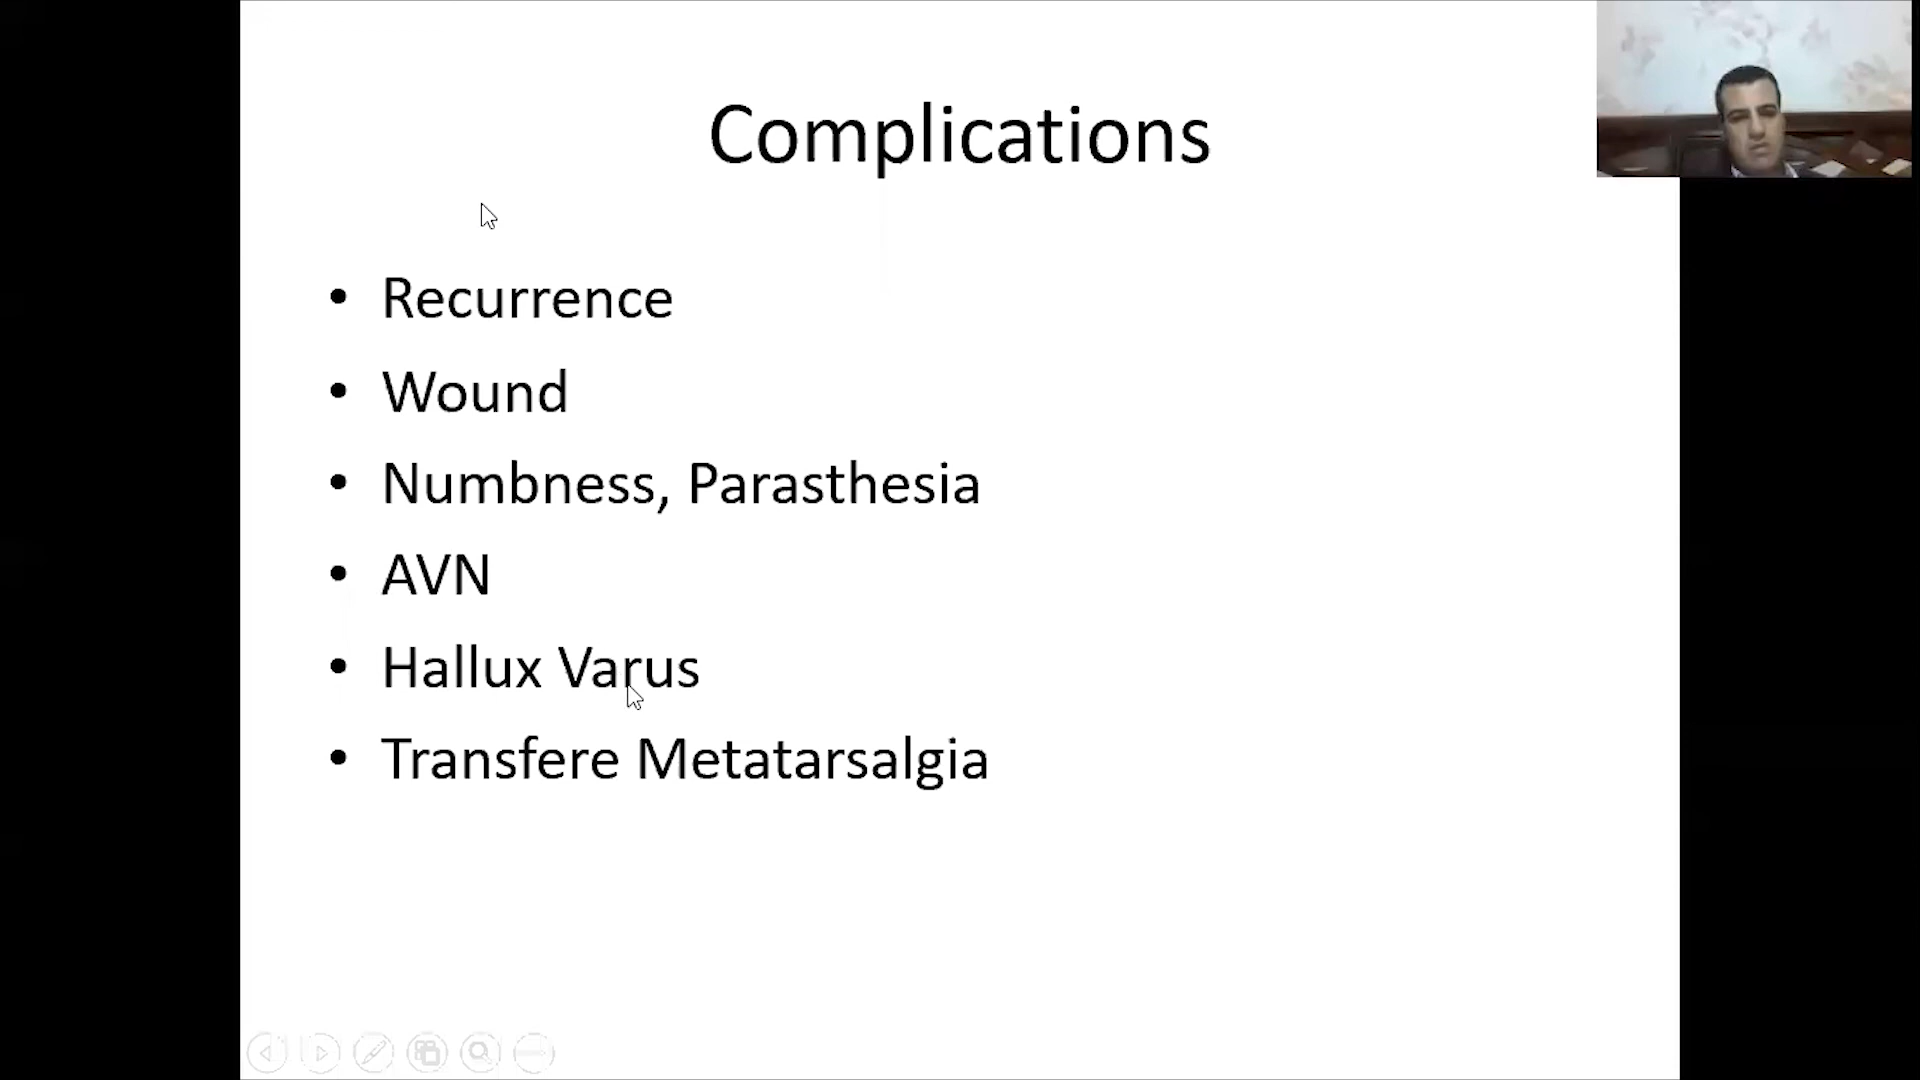 Complications
• Recurrence
• Wound
• Numbness, Parasthesia
• AVN
• Hallux Varus
• Transfere Metatarsalgia